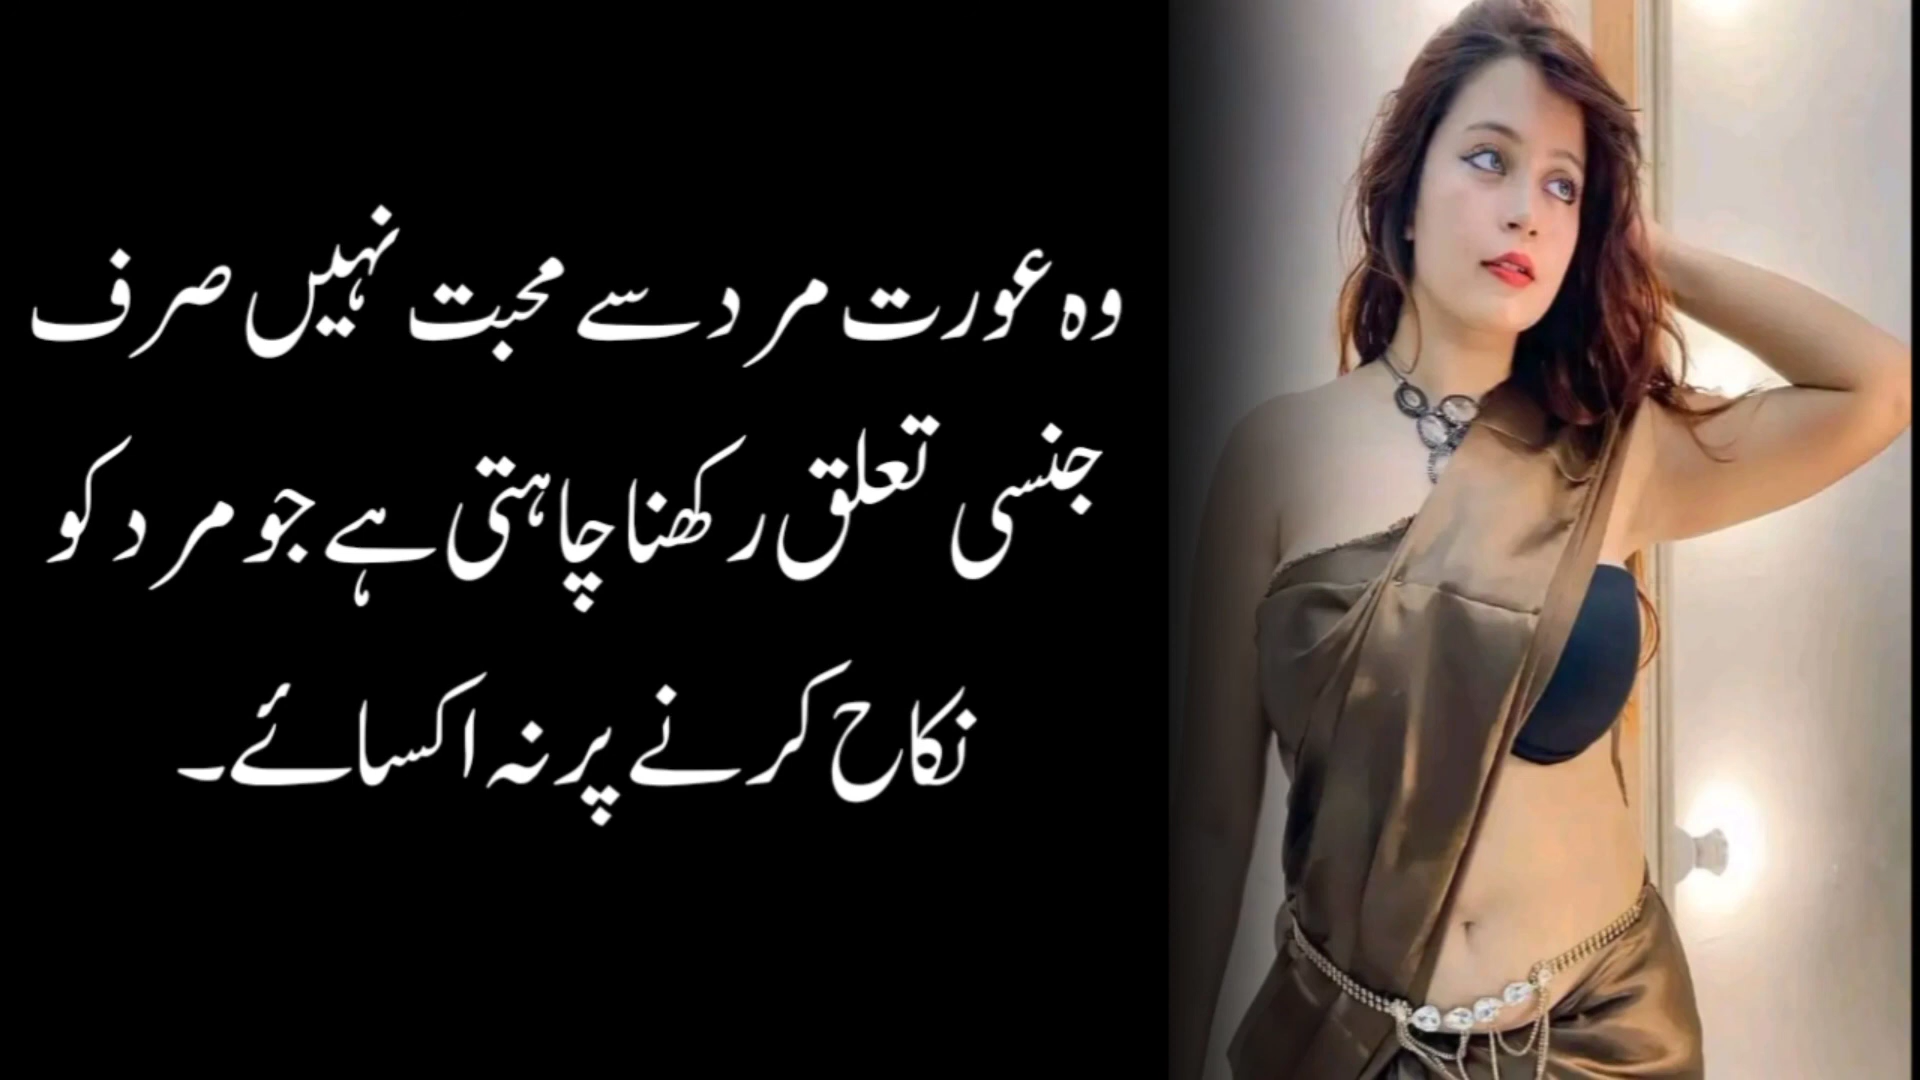 وہ عورت مرد سے محبت نہیں صرف
جنسی تعلق رکھنا چاہتی ہے جو مرد کو
نکاح کرنے پر نہ اکسائے۔